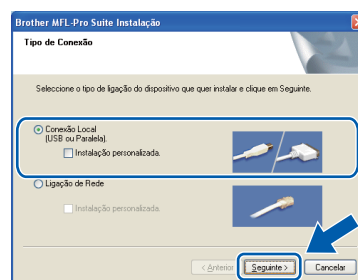 Brother MFL-Pro Suite Instalação
Tipo de Conexão
Seleccione o tipo de ligação do dispositivo que quer instalar e clique em Seguinte.
Conexão Local
(USB ou Paralela).
Instalação personalizada.
Ligação de Rede
Instalação personalizada.
< Anterior
Seguinte >
Cancelar